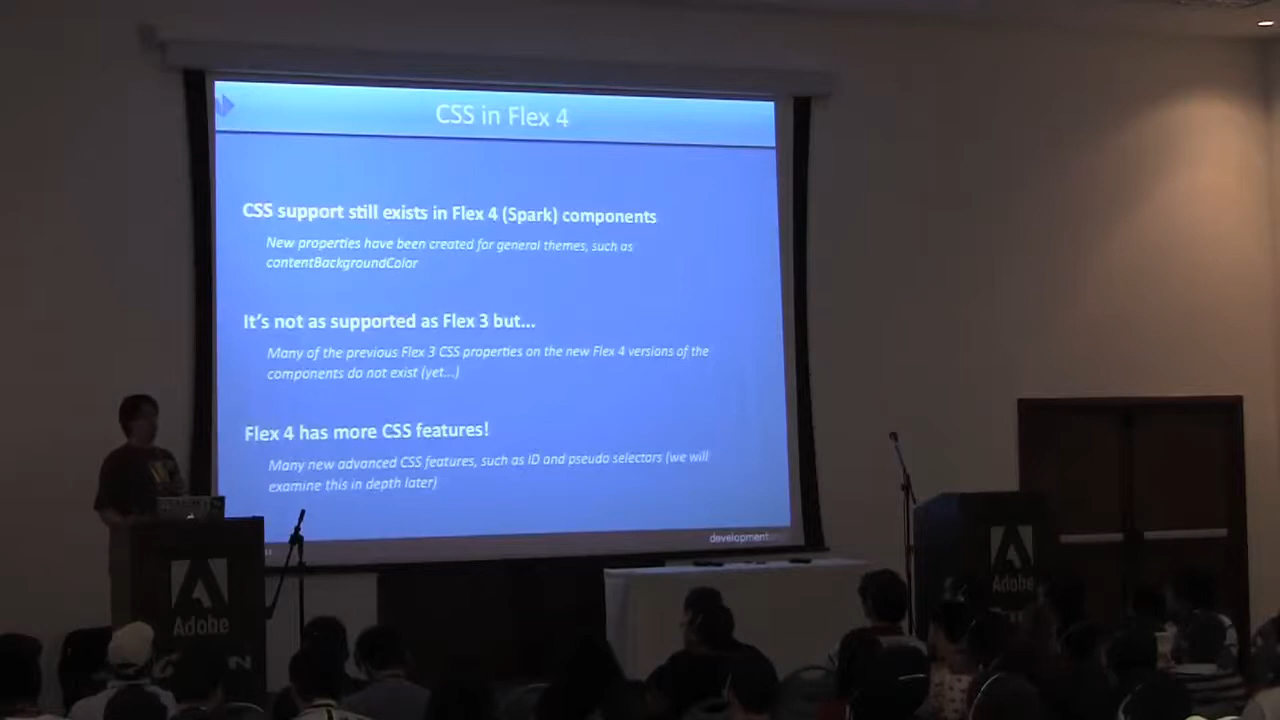 CSS in Flex 4
CSS support still exists in Flex 4 (Spark) components
New properties have been created for general themes, such as
contentBackgroundColor
It's not as supported as Flex 3 but...
Many of the previous Flex 3 CSS properties on the new Flex 4 versions of the
components do not exist (yet...)
Flex 4 has more CSS features!
Many new advanced CSS features, such as ID and pseudo selectors (we will
examine this in depth later)
development
Adobe
Adobe